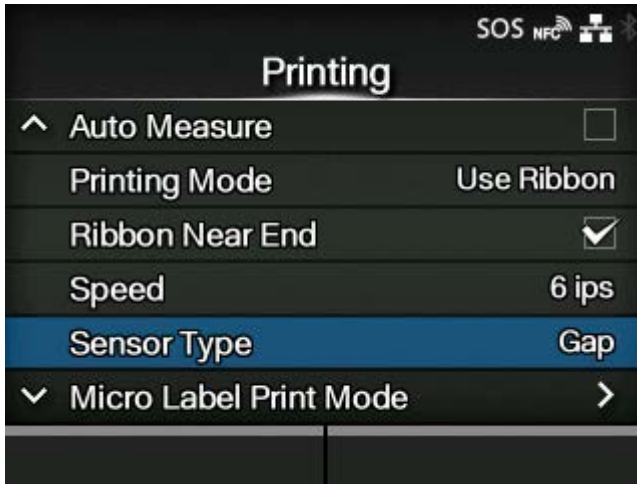 SOS NFC
Printing
Auto Measure
Printing Mode Use Ribbon
Ribbon Near End
Speed 6 ips
Sensor Type Gap
Micro Label Print Mode